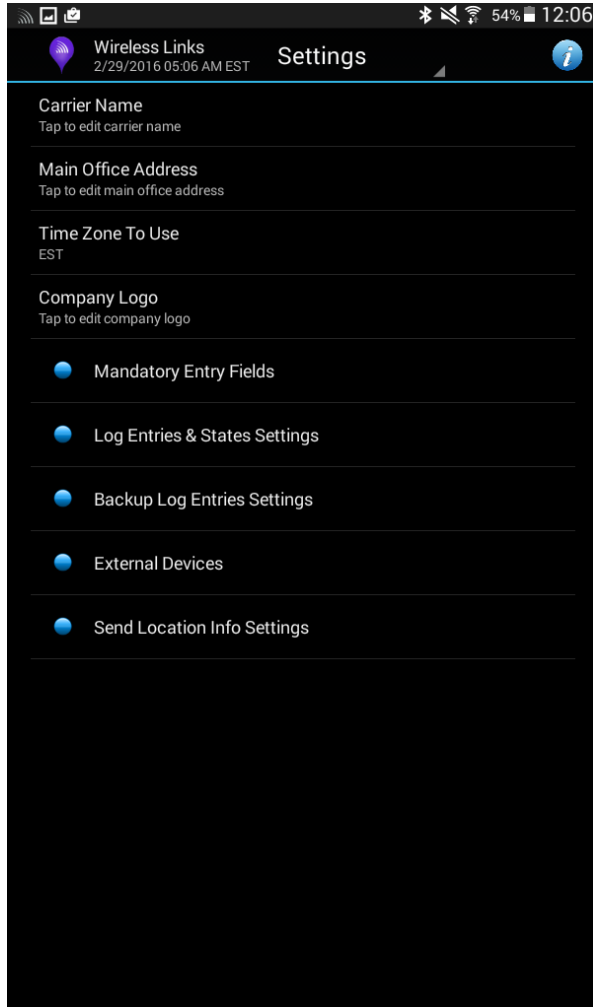 54% 12:06
Wireless Links
2/29/2016 05:06 AM EST
Settings
i
Carrier Name
Tap to edit carrier name
Main Office Address
Tap to edit main office address
Time Zone To Use
EST
Company Logo
Tap to edit company logo
Mandatory Entry Fields
Log Entries & States Settings
Backup Log Entries Settings
External Devices
Send Location Info Settings